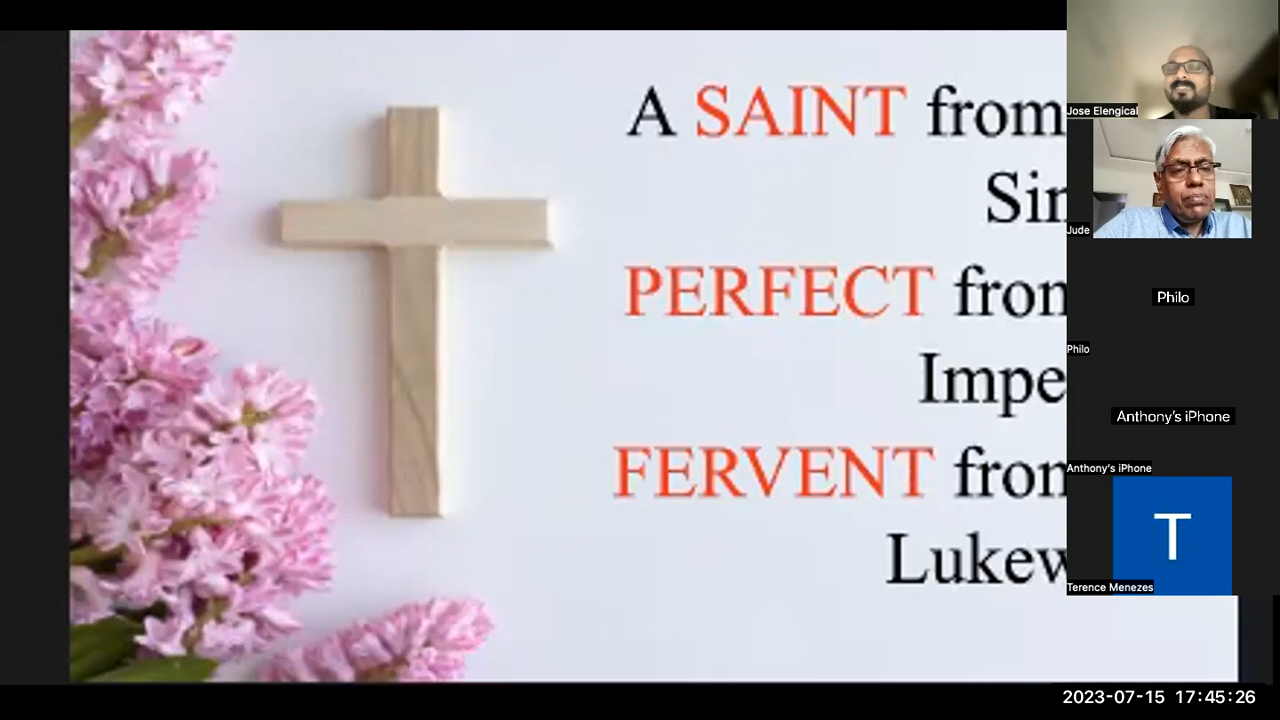 A SAINT from
Sin
PERFECT from
Impe
FERVENT from
Lukew
Jose Elengical
Jude
Philo
Philo
Anthony's iPhone
Anthony's iPhone
T
Terence Menezes
2023-07-15 17:45:26